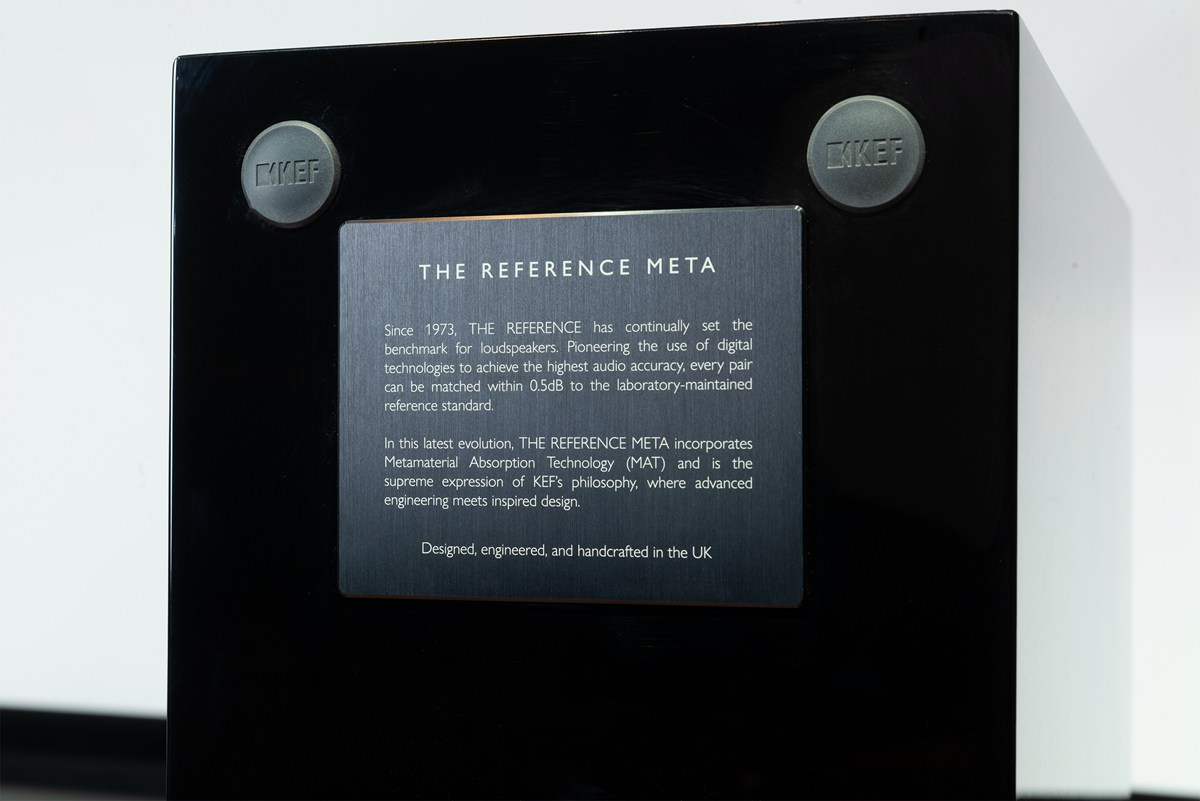 KEF
KEF
THE REFERENCE META
Since 1973, THE REFERENCE has continually set the
benchmark for loudspeakers. Pioneering the use of digital
technologies to achieve the highest audio accuracy, every pair
can be matched within 0.5dB to the laboratory-maintained
reference standard.
In this latest evolution, THE REFERENCE META incorporates
Metamaterial Absorption Technology (MAT) and is the
supreme expression of KEF's philosophy, where advanced
engineering meets inspired design.
Designed, engineered, and handcrafted in the UK